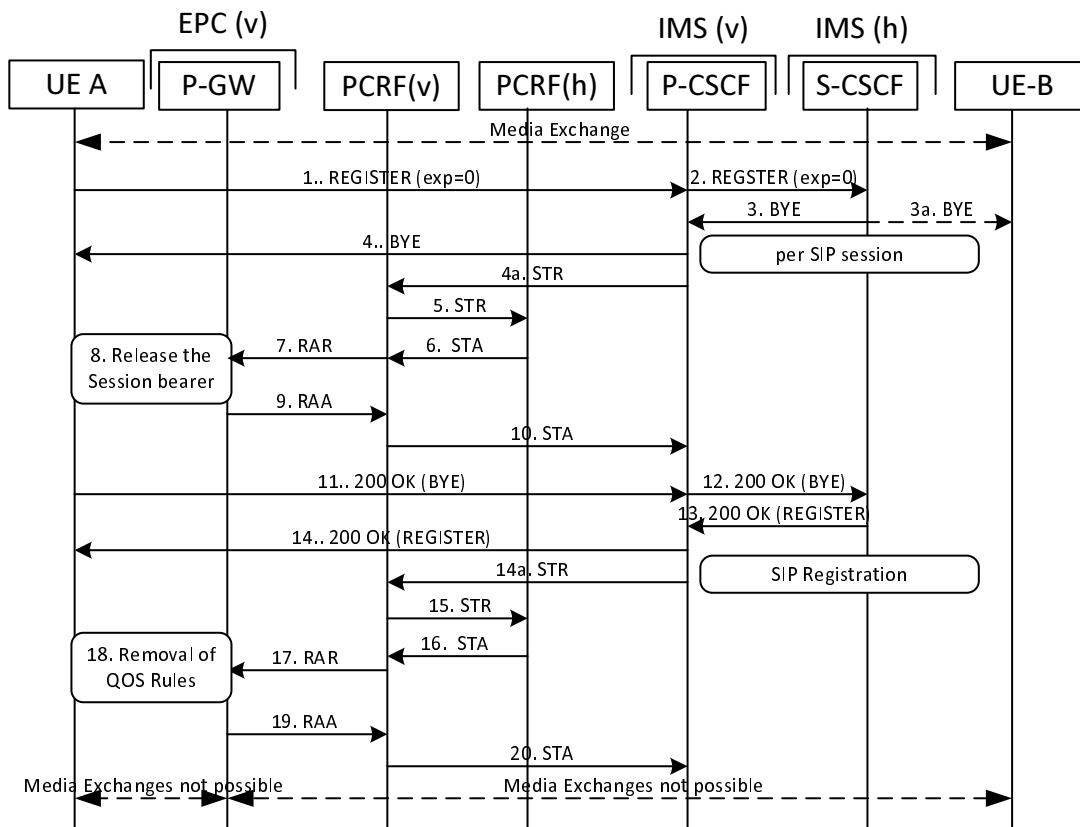 EPC (v)
IMS (v)
IMS (h)
UE A
P-GW
PCRF(v)
PCRF(h)
P-CSCF
S-CSCF
UE-B
Media Exchange
1.. REGISTER (exp=0)
2. REGSTER (exp=0)
3. BYE
3a. BYE
4.. BYE
per SIP session
4a. STR
5. STR
8. Release the
Session bearer
7. RAR
6. STA
9. RAA
10. STA
11.. 200 OK (BYE)
12. 200 OK (BYE)
13. 200 OK (REGISTER)
14.. 200 OK (REGISTER)
14a. STR
SIP Registration
15. STR
18. Removal of
QOS Rules
17. RAR
16. STA
19. RAA
20. STA
Media Exchanges not possible
Media Exchanges not possible